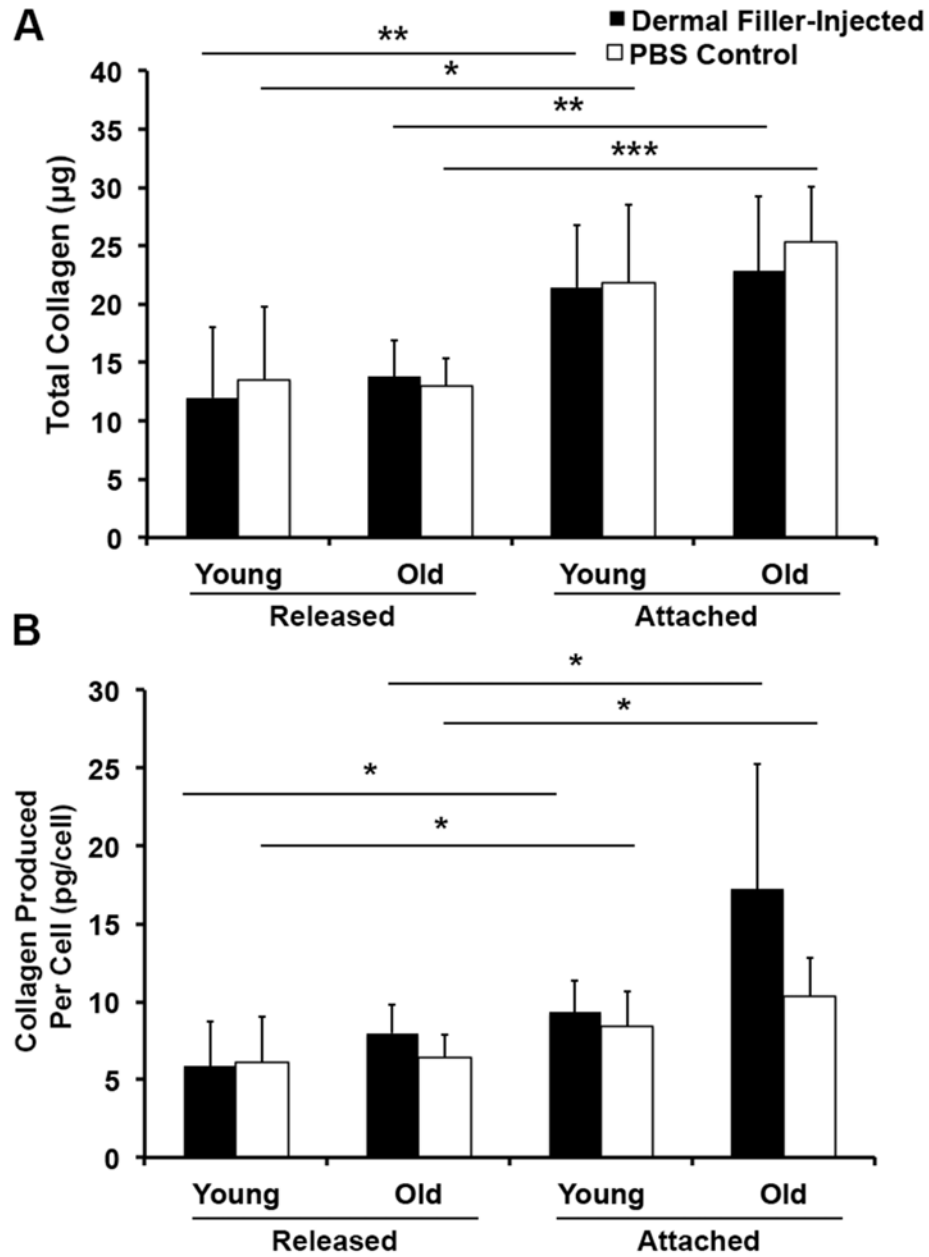 A
■ Dermal Filler-Injected
□ PBS Control
**
*
**
***
Total Collagen (µg)
40
35
30
25
20
15
10
5
0
Young Old Young Old
Released Attached
B
*
*
*
*
Collagen Produced
Per Cell (pg/cell)
30
25
20
15
10
5
0
Young Old Young Old
Released Attached